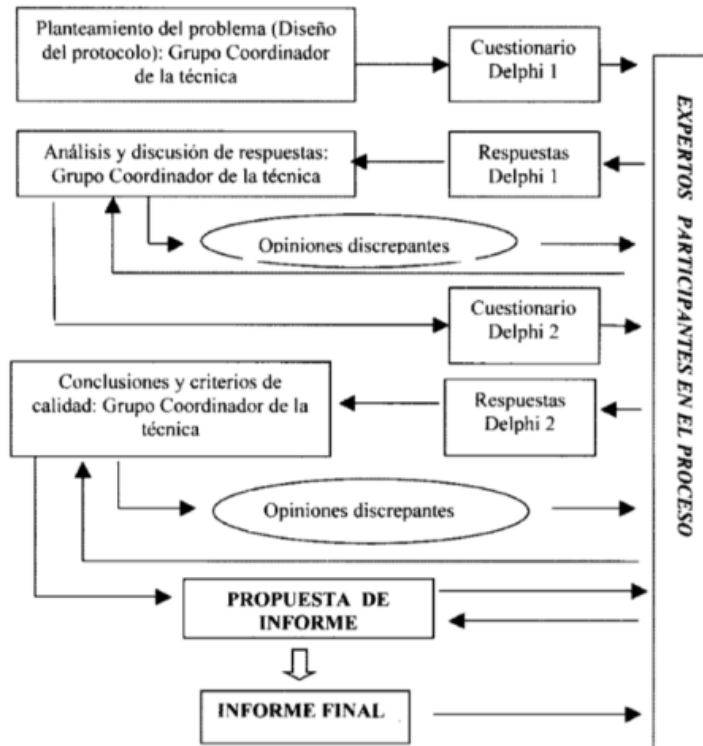 Planteamiento del problema (Diseño
del protocolo): Grupo Coordinador
de la técnica
Cuestionario
Delphi 1
Análisis y discusión de respuestas:
Grupo Coordinador de la técnica
Respuestas
Delphi 1
Opiniones discrepantes
Cuestionario
Delphi 2
Conclusiones y criterios de
calidad: Grupo Coordinador de la
técnica
Respuestas
Delphi 2
Opiniones discrepantes
PROPUESTA DE
INFORME
INFORME FINAL
EXPERTOS PARTICIPANTES EN EL PROCESO